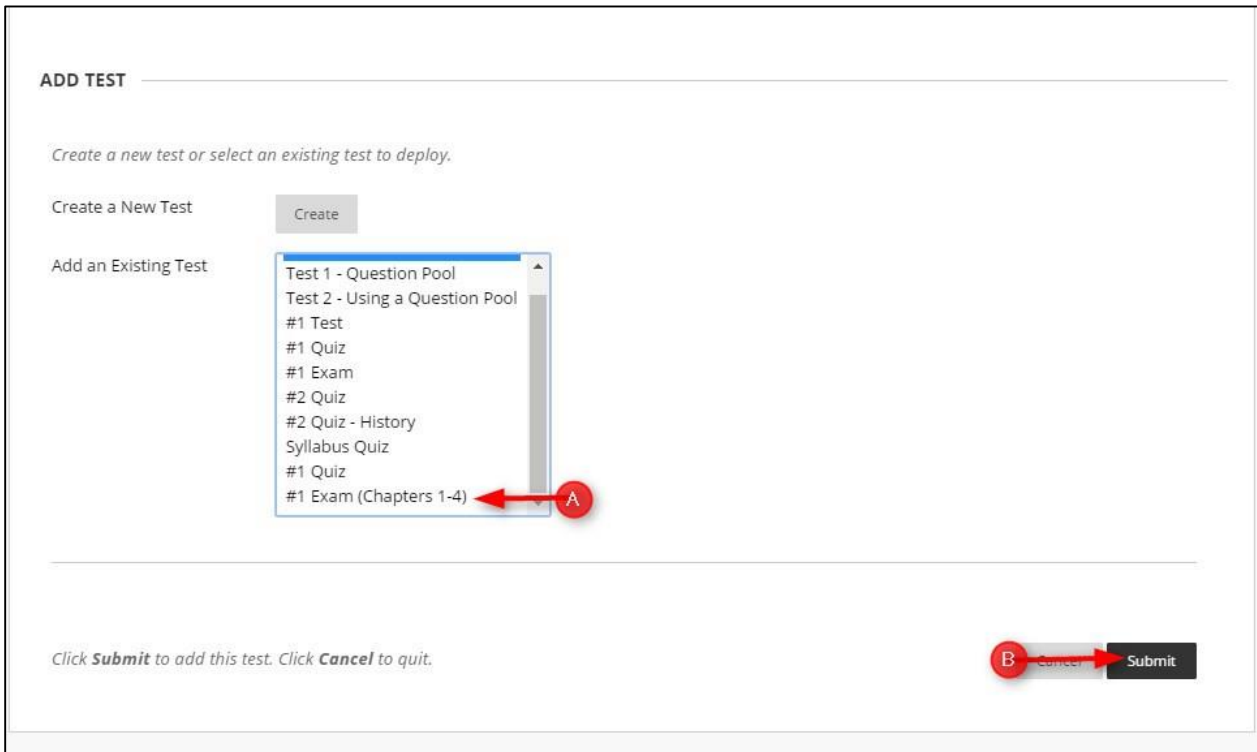 ADD TEST
Create a new test or select an existing test to deploy.
Create a New Test
Create
Add an Existing Test
Test 1 - Question Pool
Test 2 - Using a Question Pool
#1 Test
#1 Quiz
#1 Exam
#2 Quiz
#2 Quiz - History
Syllabus Quiz
#1 Quiz
#1 Exam (Chapters 1-4)
A
Click Submit to add this test. Click Cancel to quit.
B
Cancel
Submit